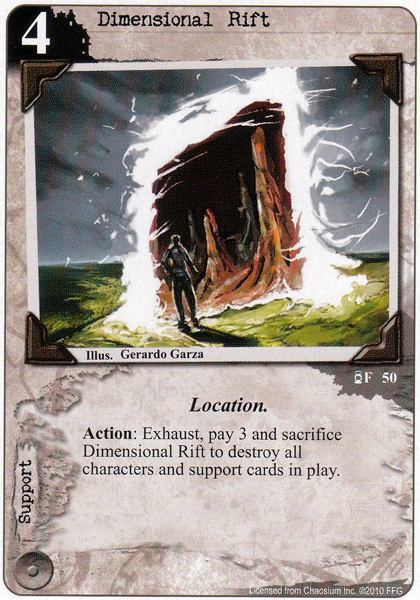 4
Dimensional Rift
Illus. Gerardo Garza
F 50
Location.
Action: Exhaust, pay 3 and sacrifice
Dimensional Rift to destroy all
characters and support cards in play.
Support
Licensed from Chaosium Inc. ©2010 FFG